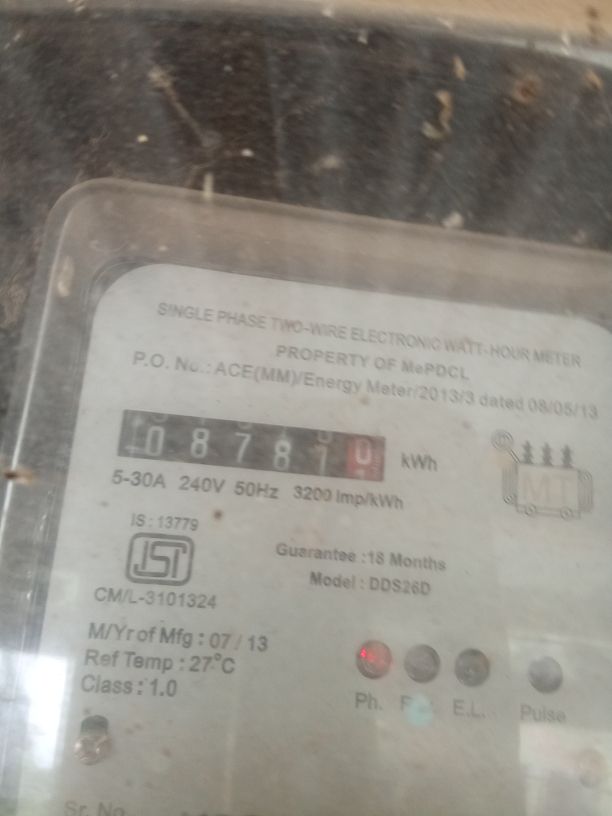 SINGLE PHASE TWO-WIRE ELECTRONIC WATT-HOUR METER
PROPERTY OF MePDCL
P.O. No.: ACE(MM)/Energy Meter/2013/3 dated 08/05/13
0 8 7 8 1 0 kWh
5-30A 240V 50Hz 3200 Imp/kWh
MT
IS : 13779
ISI
CM/L-3101324
Guarantee :18 Months
Model : DDS26D
M/Yr of Mfg : 07 / 13
Ref Temp : 27°C
Class : 1.0
Ph. E.L. Pulse
Sr. No.